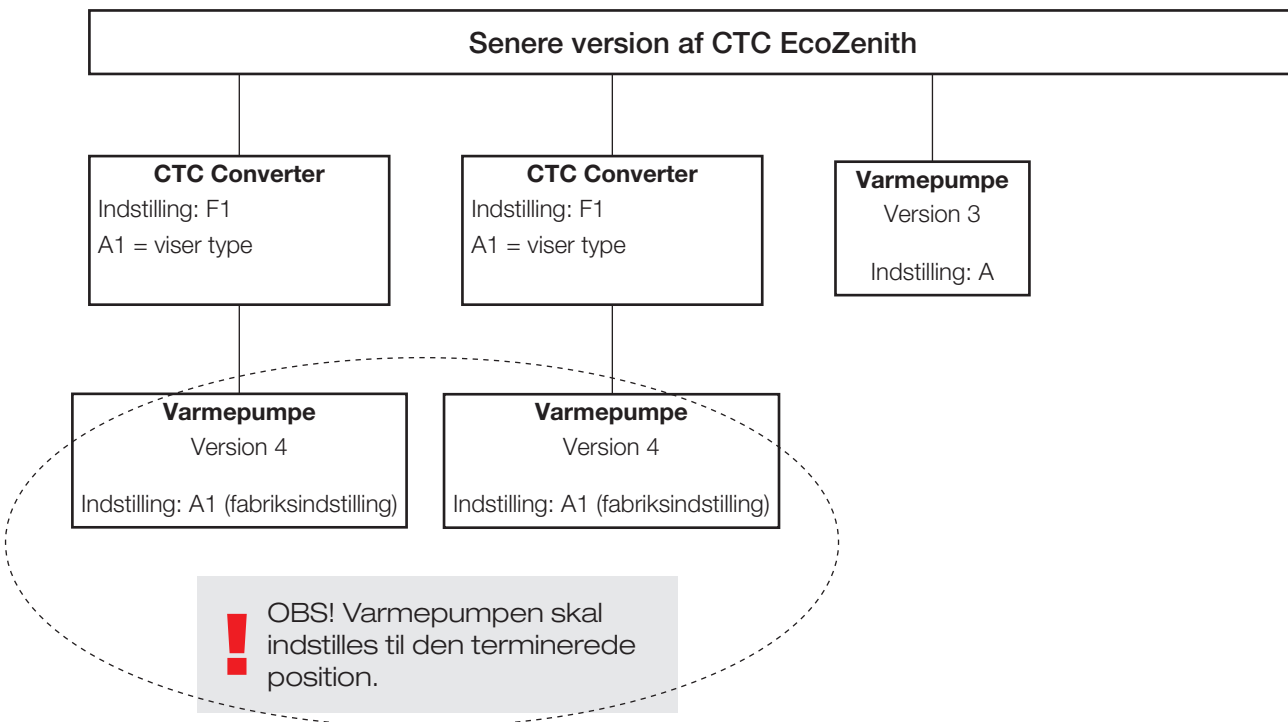 Senere version af CTC EcoZenith
CTC Converter
Indstilling: F1
A1 = viser type
CTC Converter
Indstilling: F1
A1 = viser type
Varmepumpe
Version 3
Indstilling: A
Varmepumpe
Version 4
Indstilling: A1 (fabriksindstilling)
Varmepumpe
Version 4
Indstilling: A1 (fabriksindstilling)
! OBS! Varmepumpen skal
indstilles til den terminerede
position.